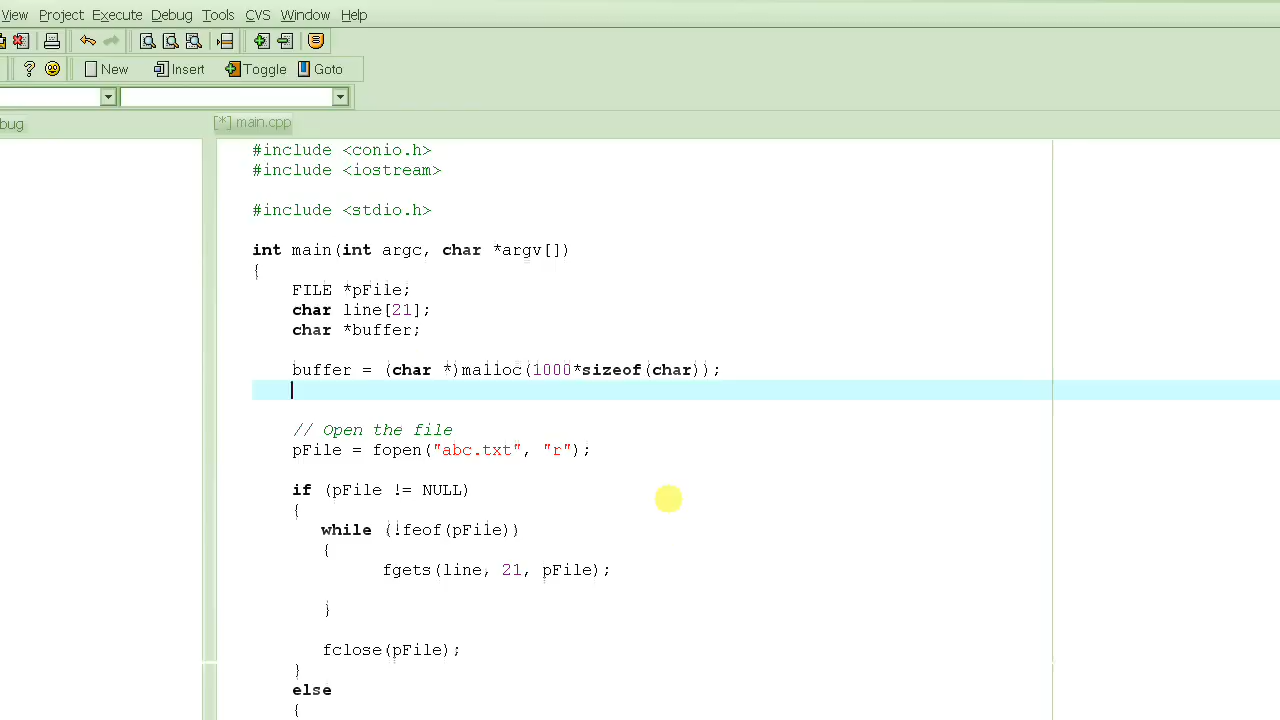 View Project Execute Debug Tools CVS Window Help
New Insert Toggle Goto
bug [*] main.cpp
#include <conio.h>
#include <iostream>
#include <stdio.h>
int main(int argc, char *argv[])
{
FILE *pFile;
char line[21];
char *buffer;
buffer = (char *)malloc(1000*sizeof(char));
// Open the file
pFile = fopen("abc.txt", "r");
if (pFile != NULL)
{
while (!feof(pFile))
{
fgets(line, 21, pFile);
}
fclose(pFile);
}
else
{